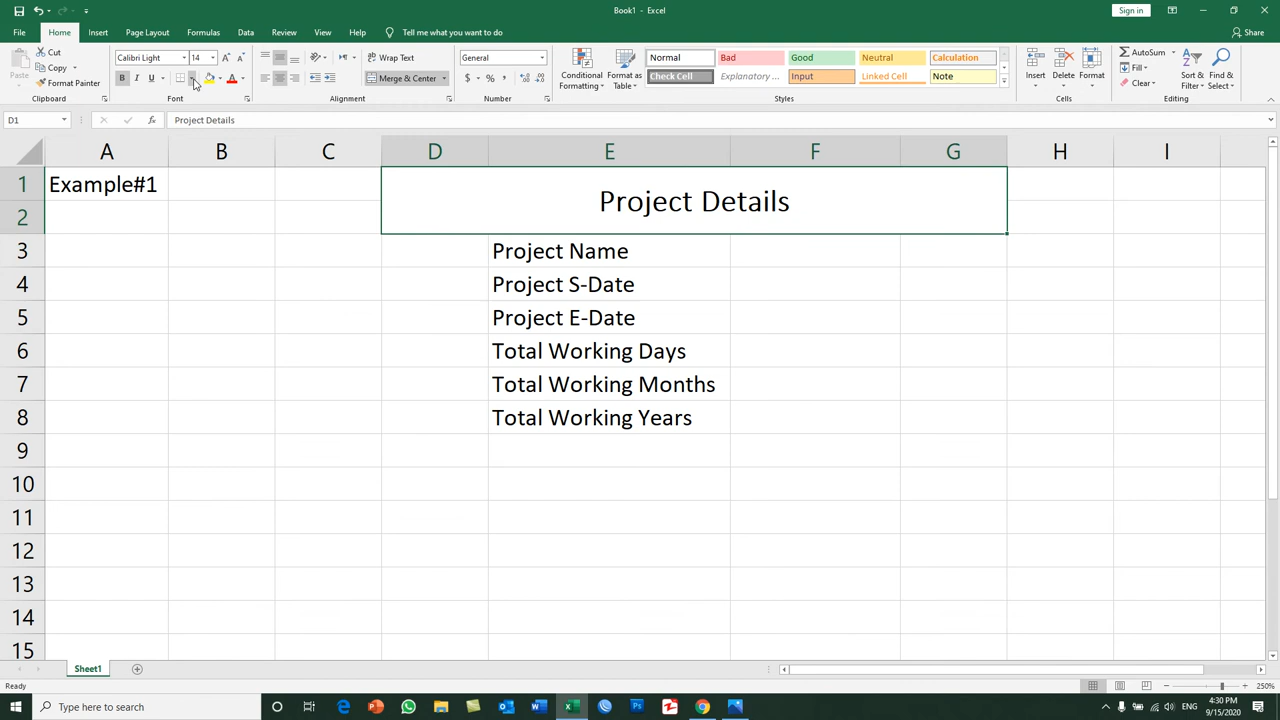 Book1 - Excel
Sign in
File Home Insert Page Layout Formulas Data Review View Help Tell me what you want to do
Share
Paste
Cut
Copy
Format Painter
Clipboard
Calibri Light 14
B I U A
Font
Wrap Text
Merge & Center
Alignment
General
$ % ,
Number
Conditional Formatting
Format as Table
Normal Bad Good Neutral Calculation
Check Cell Explanatory ... Input Linked Cell Note
Styles
Insert Delete Format
Cells
AutoSum
Fill
Clear
Sort & Filter
Find & Select
Editing
D1 fx Project Details
A B C D E F G H I
1 Example#1 Project Details
2
3 Project Name
4 Project S-Date
5 Project E-Date
6 Total Working Days
7 Total Working Months
8 Total Working Years
9
10
11
12
13
14
15
Sheet1
Ready
250%
Type here to search
ENG
4:30 PM
9/15/2020